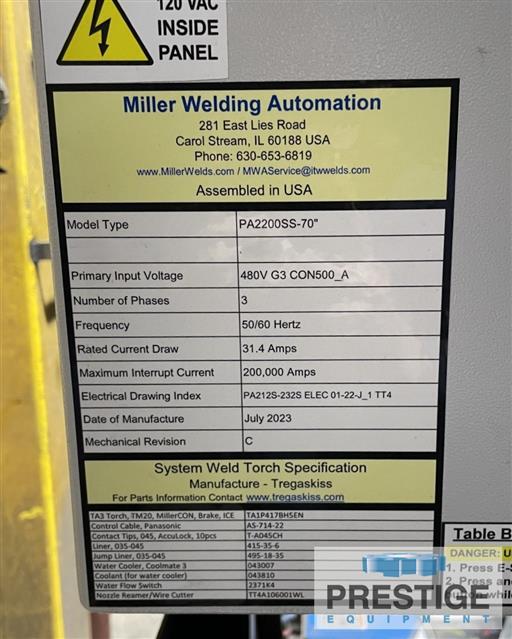 120 VAC
INSIDE
PANEL
Miller Welding Automation
281 East Lies Road
Carol Stream, IL 60188 USA
Phone: 630-653-6819
www.MillerWelds.com / MWAService@itwwelds.com
Assembled in USA
Model Type PA2200SS-70"
Primary Input Voltage 480V G3 CON500_A
Number of Phases 3
Frequency 50/60 Hertz
Rated Current Draw 31.4 Amps
Maximum Interrupt Current 200,000 Amps
Electrical Drawing Index PA212S-232S ELEC 01-22-J_1 TT4
Date of Manufacture July 2023
Mechanical Revision C
System Weld Torch Specification
Manufacture - Tregaskiss
For Parts Information Contact www.tregaskiss.com
TA3 Torch, TM20, MillerCON, Brake, ICE TA1P417BH5EN
Control Cable, Panasonic AS-714-22
Contact Tips, 045, AccuLock, 10pcs T-A045CH
Liner, 035-045 415-35-6
Jump Liner, 035-045 495-18-35
Water Cooler, Coolmate 3 043007
Coolant (for water cooler) 043810
Water Flow Switch 2371K4
Nozzle Reamer/Wire Cutter TT4A106001WL
Table B
DANGER: U
1. Press E-S
2. Press and
button while
PRESTIGE
EQUIPMENT